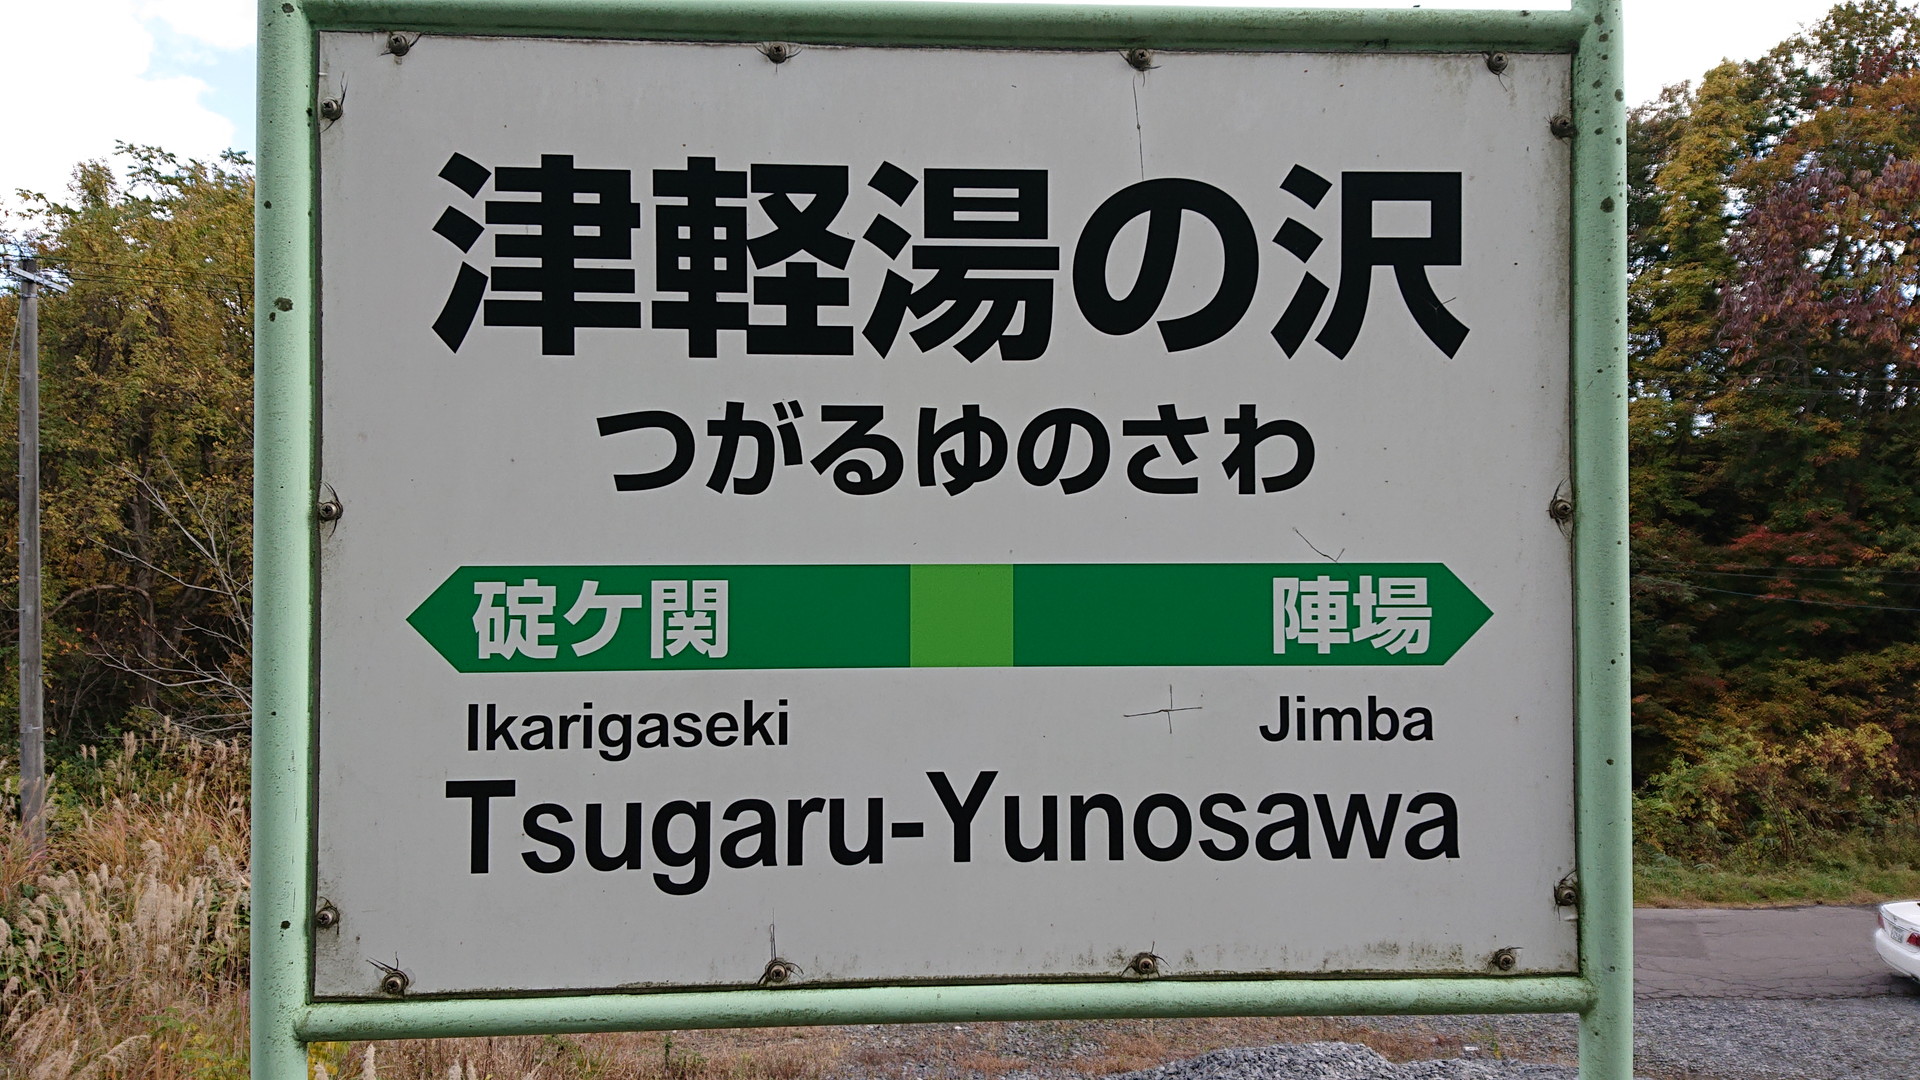 津軽湯の沢
つがるゆのさわ
碇ケ関 陣場
Ikarigaseki Jimba
Tsugaru-Yunosawa